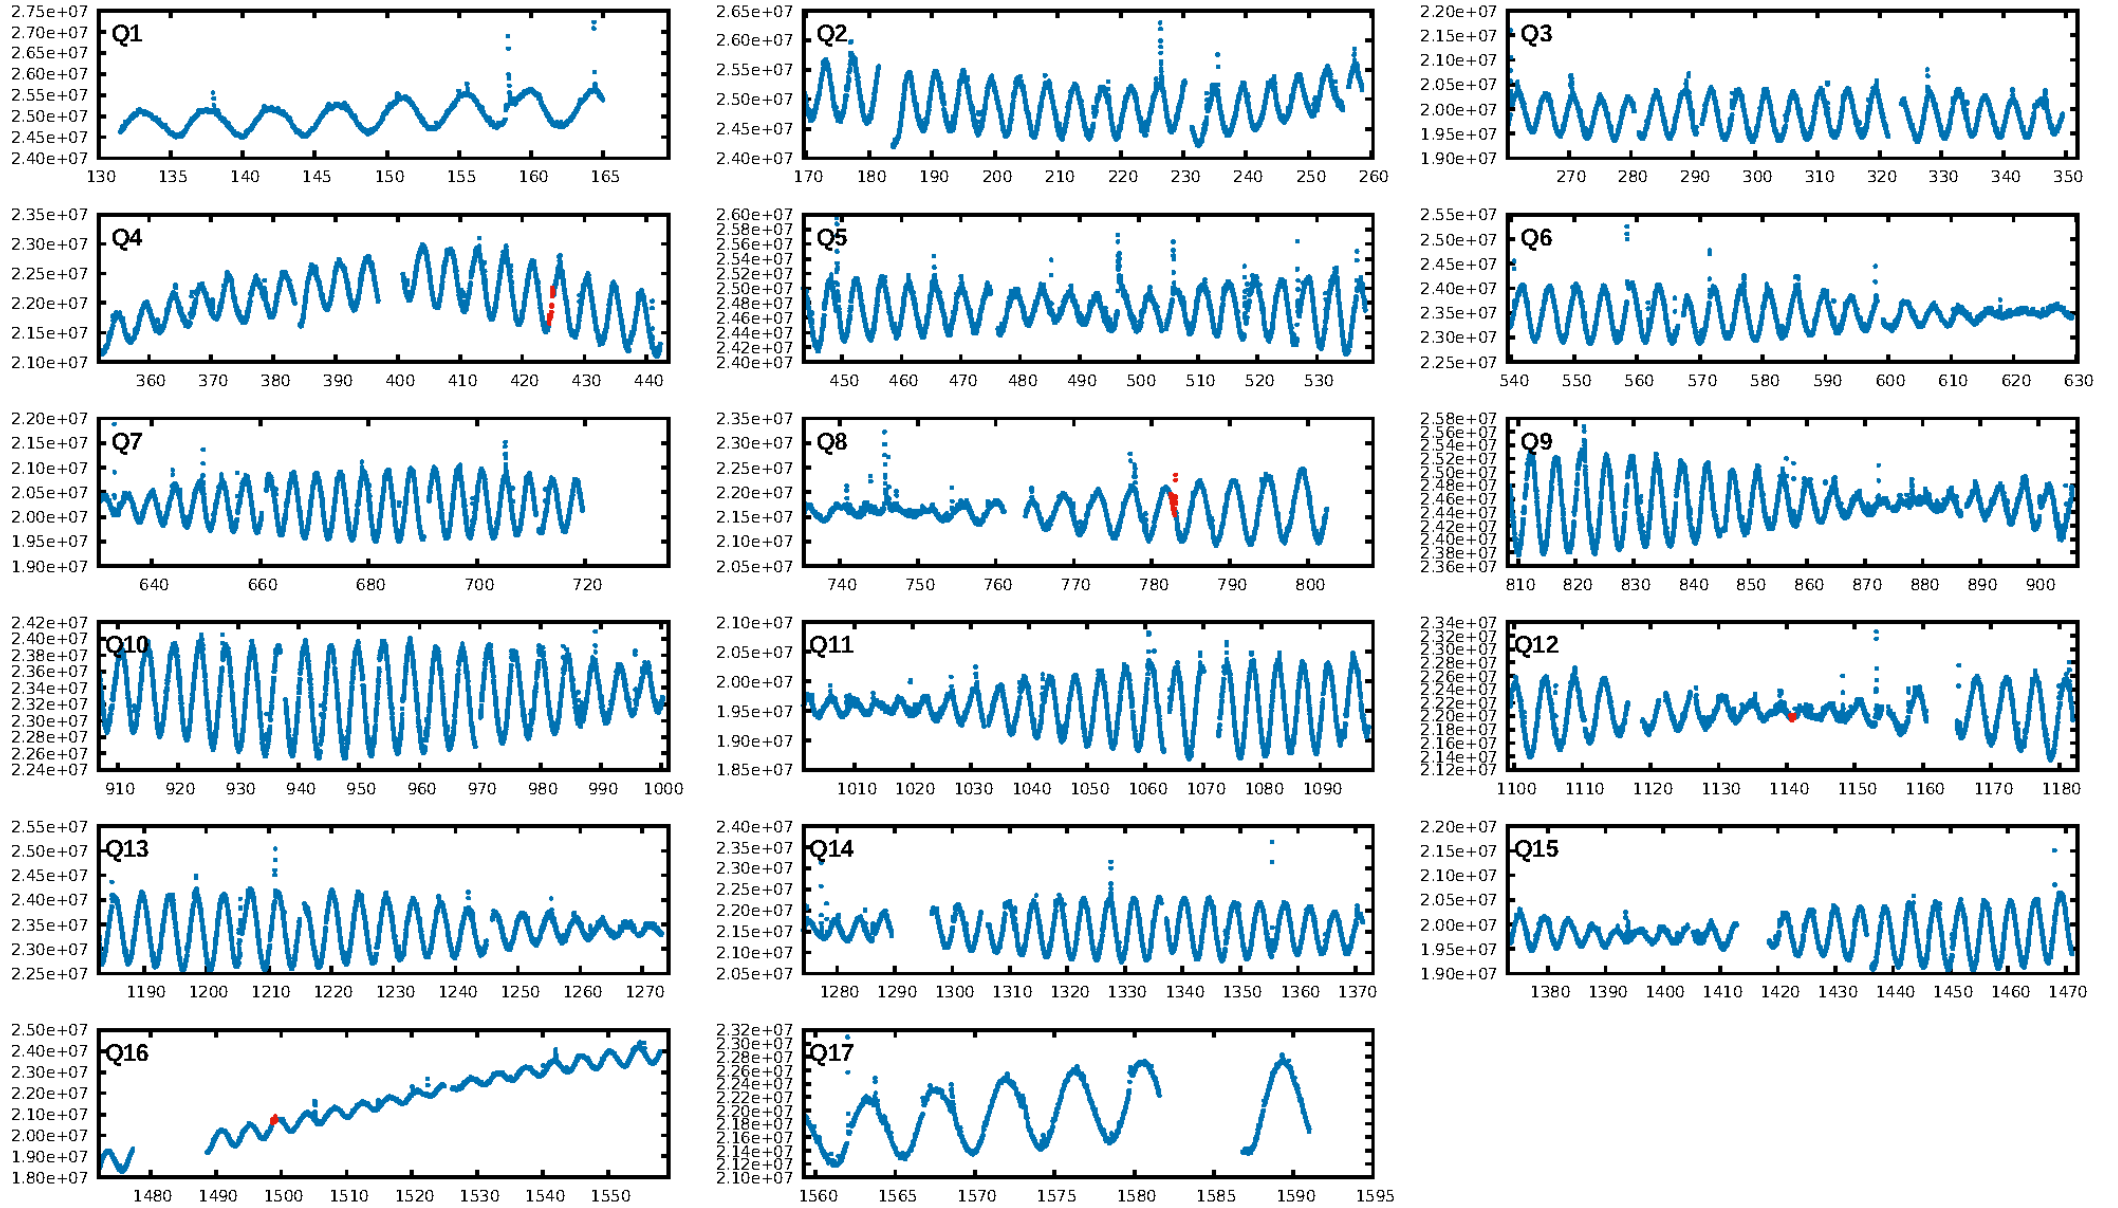 2.75e+07
2.70e+07
2.65e+07
2.60e+07
2.55e+07
2.50e+07
2.45e+07
2.40e+07
Q1
130 135 140 145 150 155 160 165
2.65e+07
2.60e+07
2.55e+07
2.50e+07
2.45e+07
2.40e+07
Q2
170 180 190 200 210 220 230 240 250 260
2.20e+07
2.15e+07
2.10e+07
2.05e+07
2.00e+07
1.95e+07
1.90e+07
Q3
270 280 290 300 310 320 330 340 350
2.35e+07
2.30e+07
2.25e+07
2.20e+07
2.15e+07
2.10e+07
Q4
360 370 380 390 400 410 420 430 440
2.60e+07
2.58e+07
2.56e+07
2.54e+07
2.52e+07
2.50e+07
2.48e+07
2.46e+07
2.44e+07
2.42e+07
2.40e+07
Q5
450 460 470 480 490 500 510 520 530
2.55e+07
2.50e+07
2.45e+07
2.40e+07
2.35e+07
2.30e+07
2.25e+07
Q6
540 550 560 570 580 590 600 610 620 630
2.20e+07
2.15e+07
2.10e+07
2.05e+07
2.00e+07
1.95e+07
1.90e+07
Q7
640 660 680 700 720
2.35e+07
2.30e+07
2.25e+07
2.20e+07
2.15e+07
2.10e+07
2.05e+07
Q8
740 750 760 770 780 790 800
2.58e+07
2.56e+07
2.54e+07
2.52e+07
2.50e+07
2.48e+07
2.46e+07
2.44e+07
2.42e+07
2.40e+07
2.38e+07
2.36e+07
Q9
810 820 830 840 850 860 870 880 890 900
2.42e+07
2.40e+07
2.38e+07
2.36e+07
2.34e+07
2.32e+07
2.30e+07
2.28e+07
2.26e+07
2.24e+07
Q10
910 920 930 940 950 960 970 980 990 1000
2.10e+07
2.05e+07
2.00e+07
1.95e+07
1.90e+07
1.85e+07
Q11
1010 1020 1030 1040 1050 1060 1070 1080 1090
2.34e+07
2.32e+07
2.30e+07
2.28e+07
2.26e+07
2.24e+07
2.22e+07
2.20e+07
2.18e+07
2.16e+07
2.14e+07
2.12e+07
Q12
1100 1110 1120 1130 1140 1150 1160 1170 1180
2.55e+07
2.50e+07
2.45e+07
2.40e+07
2.35e+07
2.30e+07
2.25e+07
Q13
1190 1200 1210 1220 1230 1240 1250 1260 1270
2.40e+07
2.35e+07
2.30e+07
2.25e+07
2.20e+07
2.15e+07
2.10e+07
2.05e+07
Q14
1280 1290 1300 1310 1320 1330 1340 1350 1360 1370
2.20e+07
2.15e+07
2.10e+07
2.05e+07
2.00e+07
1.95e+07
1.90e+07
Q15
1380 1390 1400 1410 1420 1430 1440 1450 1460 1470
2.50e+07
2.40e+07
2.30e+07
2.20e+07
2.10e+07
2.00e+07
1.90e+07
1.80e+07
Q16
1480 1490 1500 1510 1520 1530 1540 1550
2.32e+07
2.30e+07
2.28e+07
2.26e+07
2.24e+07
2.22e+07
2.20e+07
2.18e+07
2.16e+07
2.14e+07
2.12e+07
2.10e+07
Q17
1560 1565 1570 1575 1580 1585 1590 1595